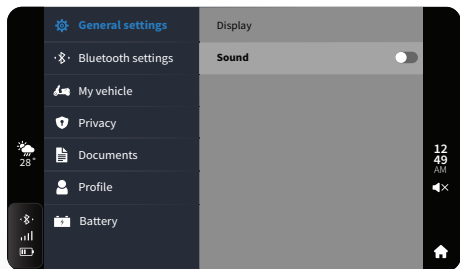 General settings
Display
Bluetooth settings
Sound
My vehicle
Privacy
Documents
Profile
Battery
28°
12
49
AM